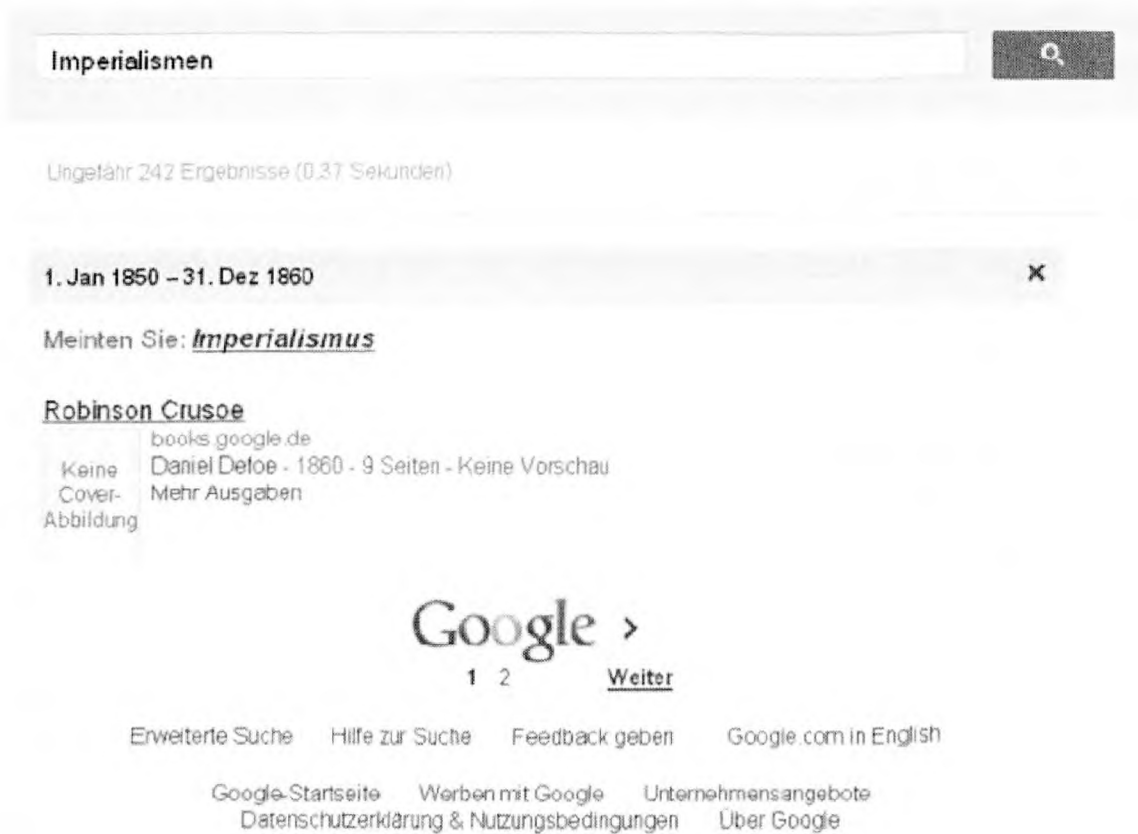 Imperialismen
Ungefähr 242 Ergebnisse (0.37 Sekunden)
1. Jan 1850 – 31. Dez 1860 ×
Meinten Sie: Imperialismus
Robinson Crusoe
books.google.de
Daniel Defoe - 1860 - 9 Seiten - Keine Vorschau
Mehr Ausgaben
Keine
Cover-
Abbildung
Google >
1 2 Weiter
Erweiterte Suche Hilfe zur Suche Feedback geben Google.com in English
Google-Startseite Werben mit Google Unternehmensangebote
Datenschutzerklärung & Nutzungsbedingungen Über Google